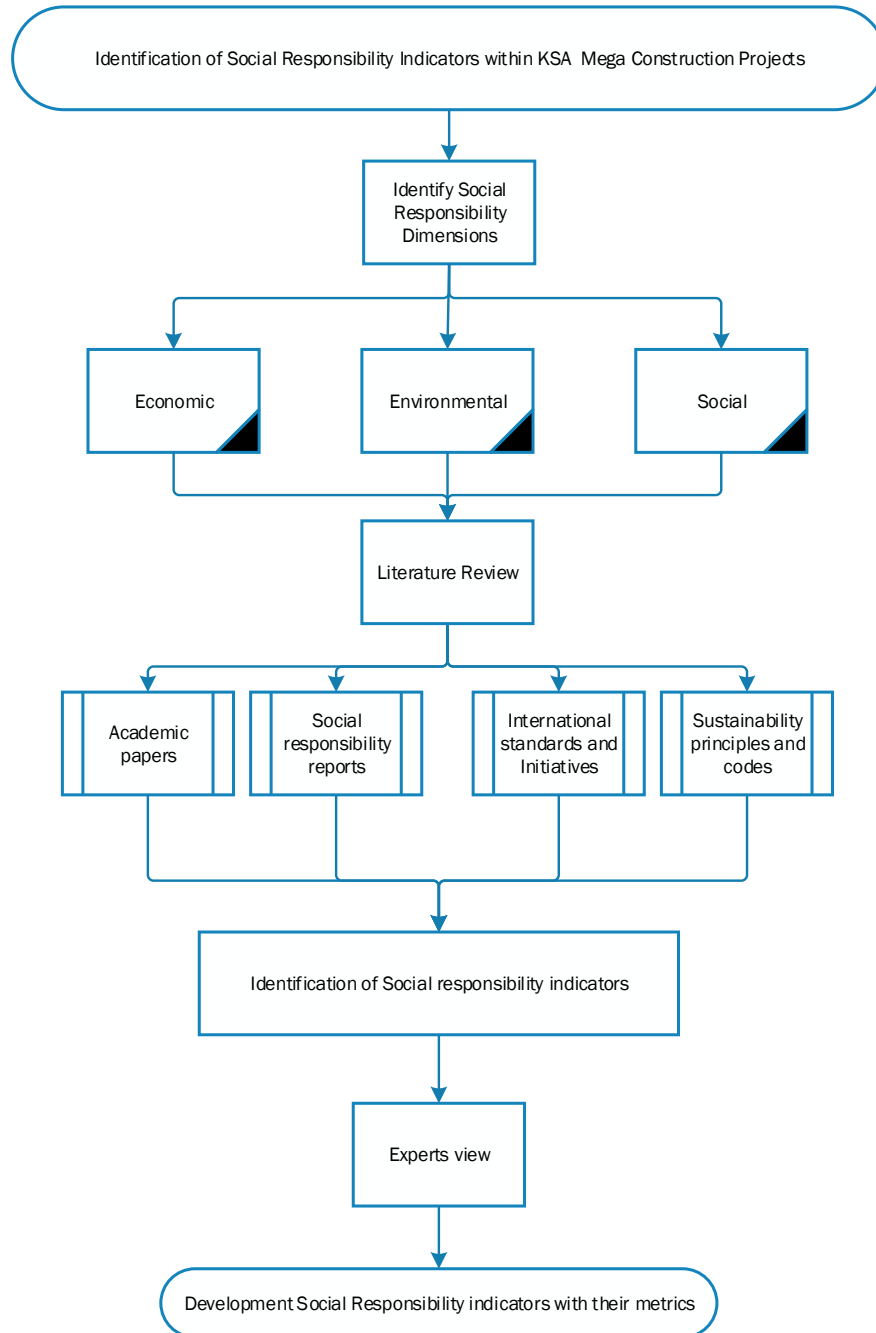 Identification of Social Responsibility Indicators within KSA Mega Construction Projects
Identify Social
Responsibility
Dimensions
Economic
Environmental
Social
Literature Review
Academic
papers
Social
responsibility
reports
International
standards and
Initiatives
Sustainability
principles and
codes
Identification of Social responsibility indicators
Experts view
Development Social Responsibility indicators with their metrics